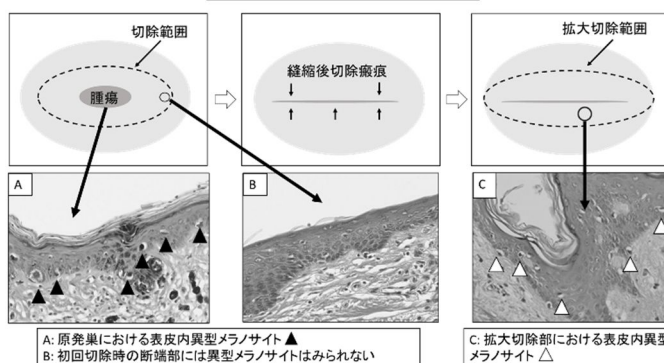 切除範囲
腫瘍
縫縮後切除瘢痕
拡大切除範囲
A
B
C
A: 原発巣における表皮内異型メラノサイト▲
B: 初回切除時の断端部には異型メラノサイトはみられない
C: 拡大切除部における表皮内異型
メラノサイト△